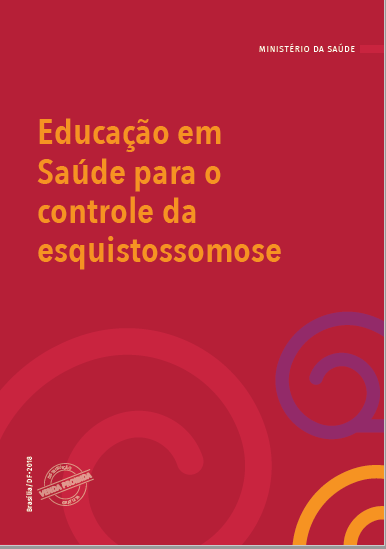 MINISTÉRIO DA SAÚDE
Educação em
Saúde para o
controle da
esquistossomose
Brasília/DF-2018
VENDA PROIBIDA